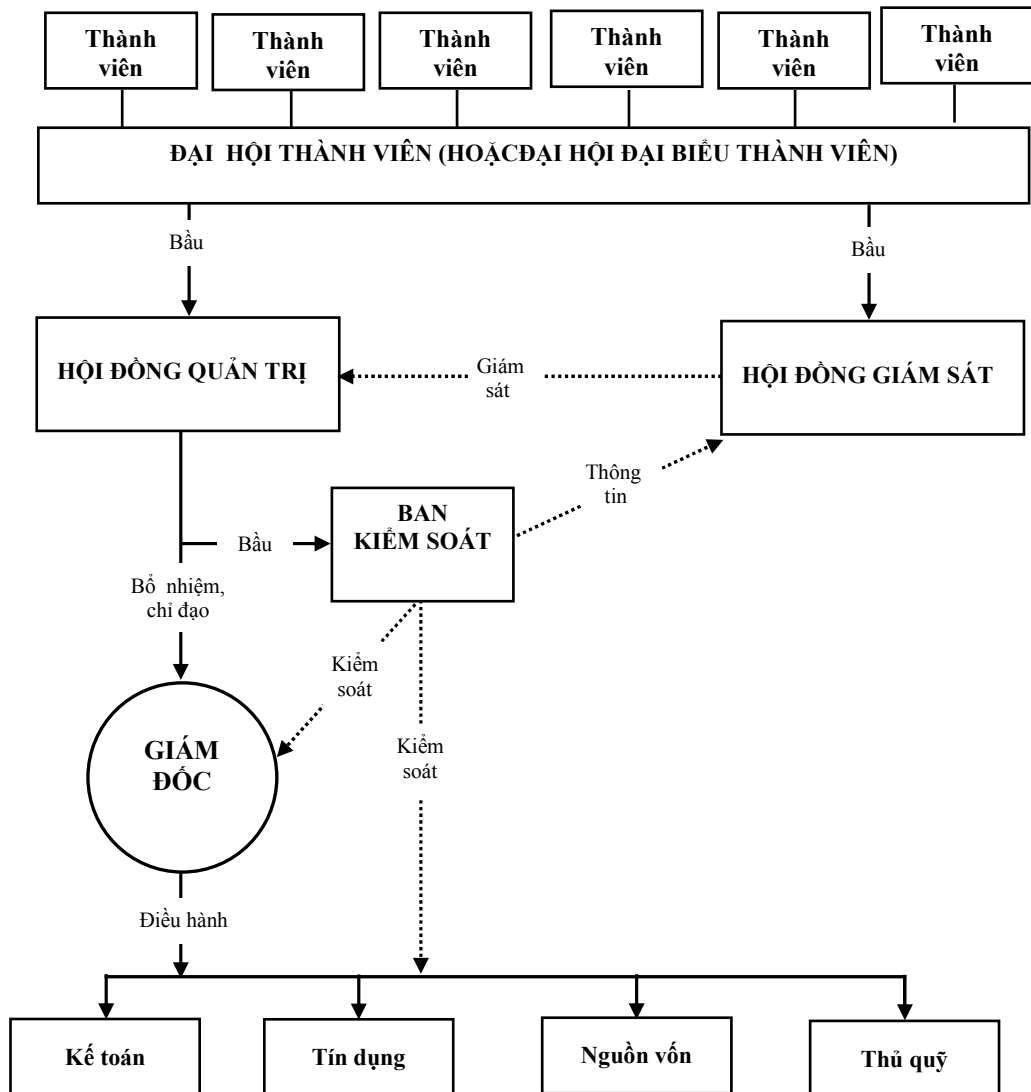 Thành
viên
Thành
viên
Thành
viên
Thành
viên
Thành
viên
Thành
viên
ĐẠI HỘI THÀNH VIÊN (HOẶCĐẠI HỘI ĐẠI BIỂU THÀNH VIÊN)
Bầu
Bầu
HỘI ĐỒNG QUẢN TRỊ
Giám
sát
HỘI ĐỒNG GIÁM SÁT
Thông
tin
BAN
KIỂM SOÁT
Bầu
Bổ nhiệm,
chỉ đạo
Kiểm
soát
Kiểm
soát
GIÁM
ĐỐC
Điều hành
Kế toán
Tín dụng
Nguồn vốn
Thủ quỹ